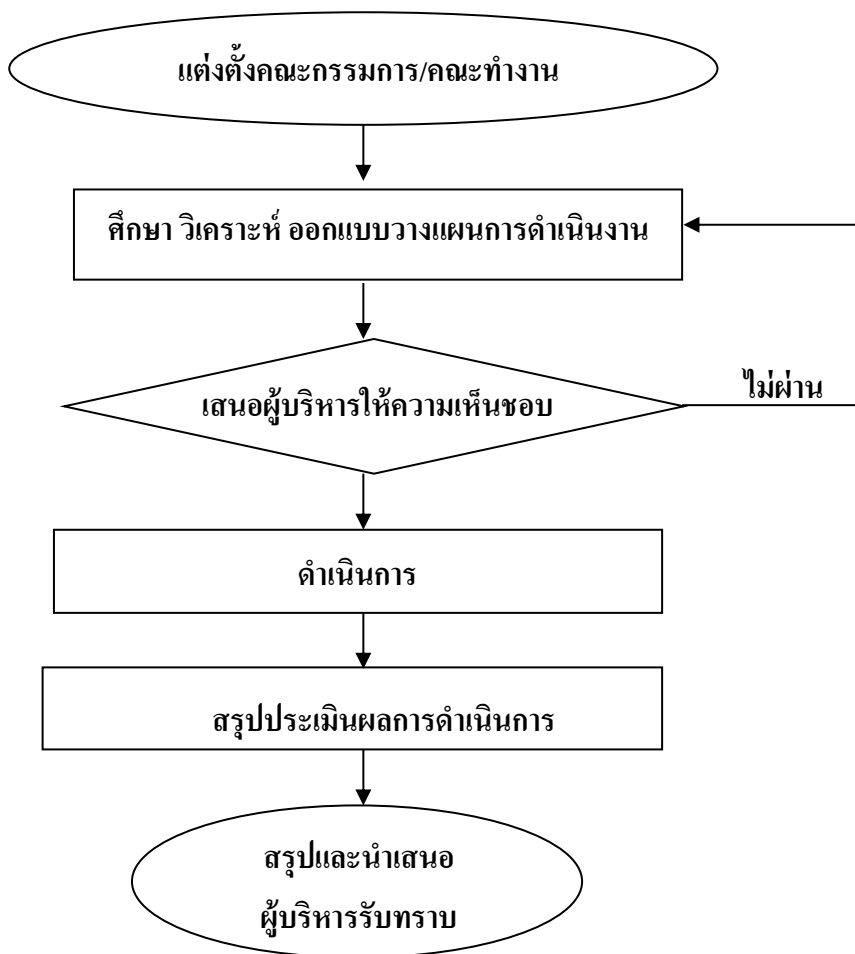 แต่งตั้งคณะกรรมการ/คณะทำงาน
ศึกษา วิเคราะห์ ออกแบบวางแผนการดำเนินงาน
เสนอผู้บริหารให้ความเห็นชอบ
ไม่ผ่าน
ดำเนินการ
สรุปประเมินผลการดำเนินการ
สรุปและนำเสนอ
ผู้บริหารรับทราบ